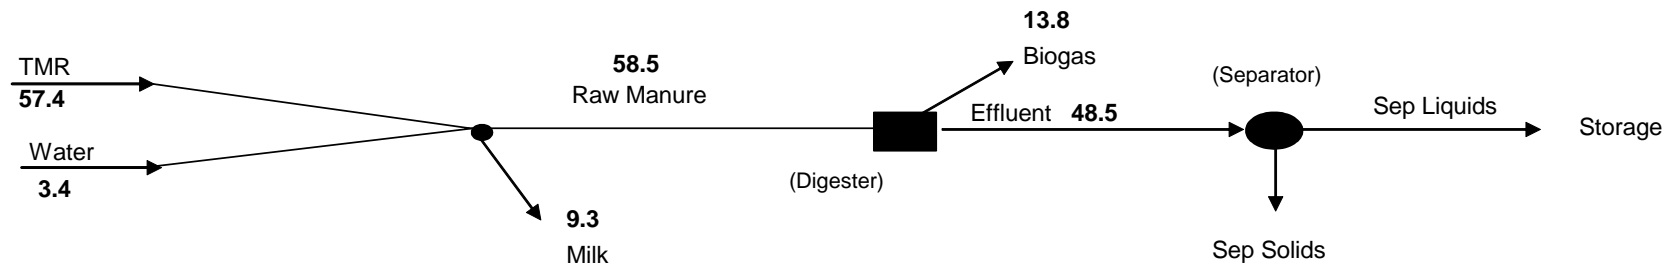 TMR
57.4
Water
3.4
9.3
Milk
58.5
Raw Manure
(Digester)
13.8
Biogas
Effluent 48.5
(Separator)
Sep Solids
Sep Liquids
Storage